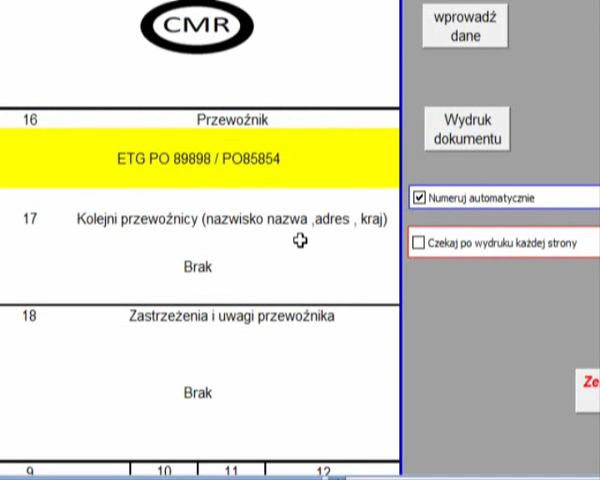 CMR
wprowadź
dane
16 Przewoźnik
Wydruk
dokumentu
ETG PO 89898 / PO85854
Numeruj automatycznie
17 Kolejni przewoźnicy (nazwisko nazwa ,adres , kraj)
Czekaj po wydruku każdej strony
Brak
18 Zastrzeżenia i uwagi przewoźnika
Ze
Brak
9 10 11 12